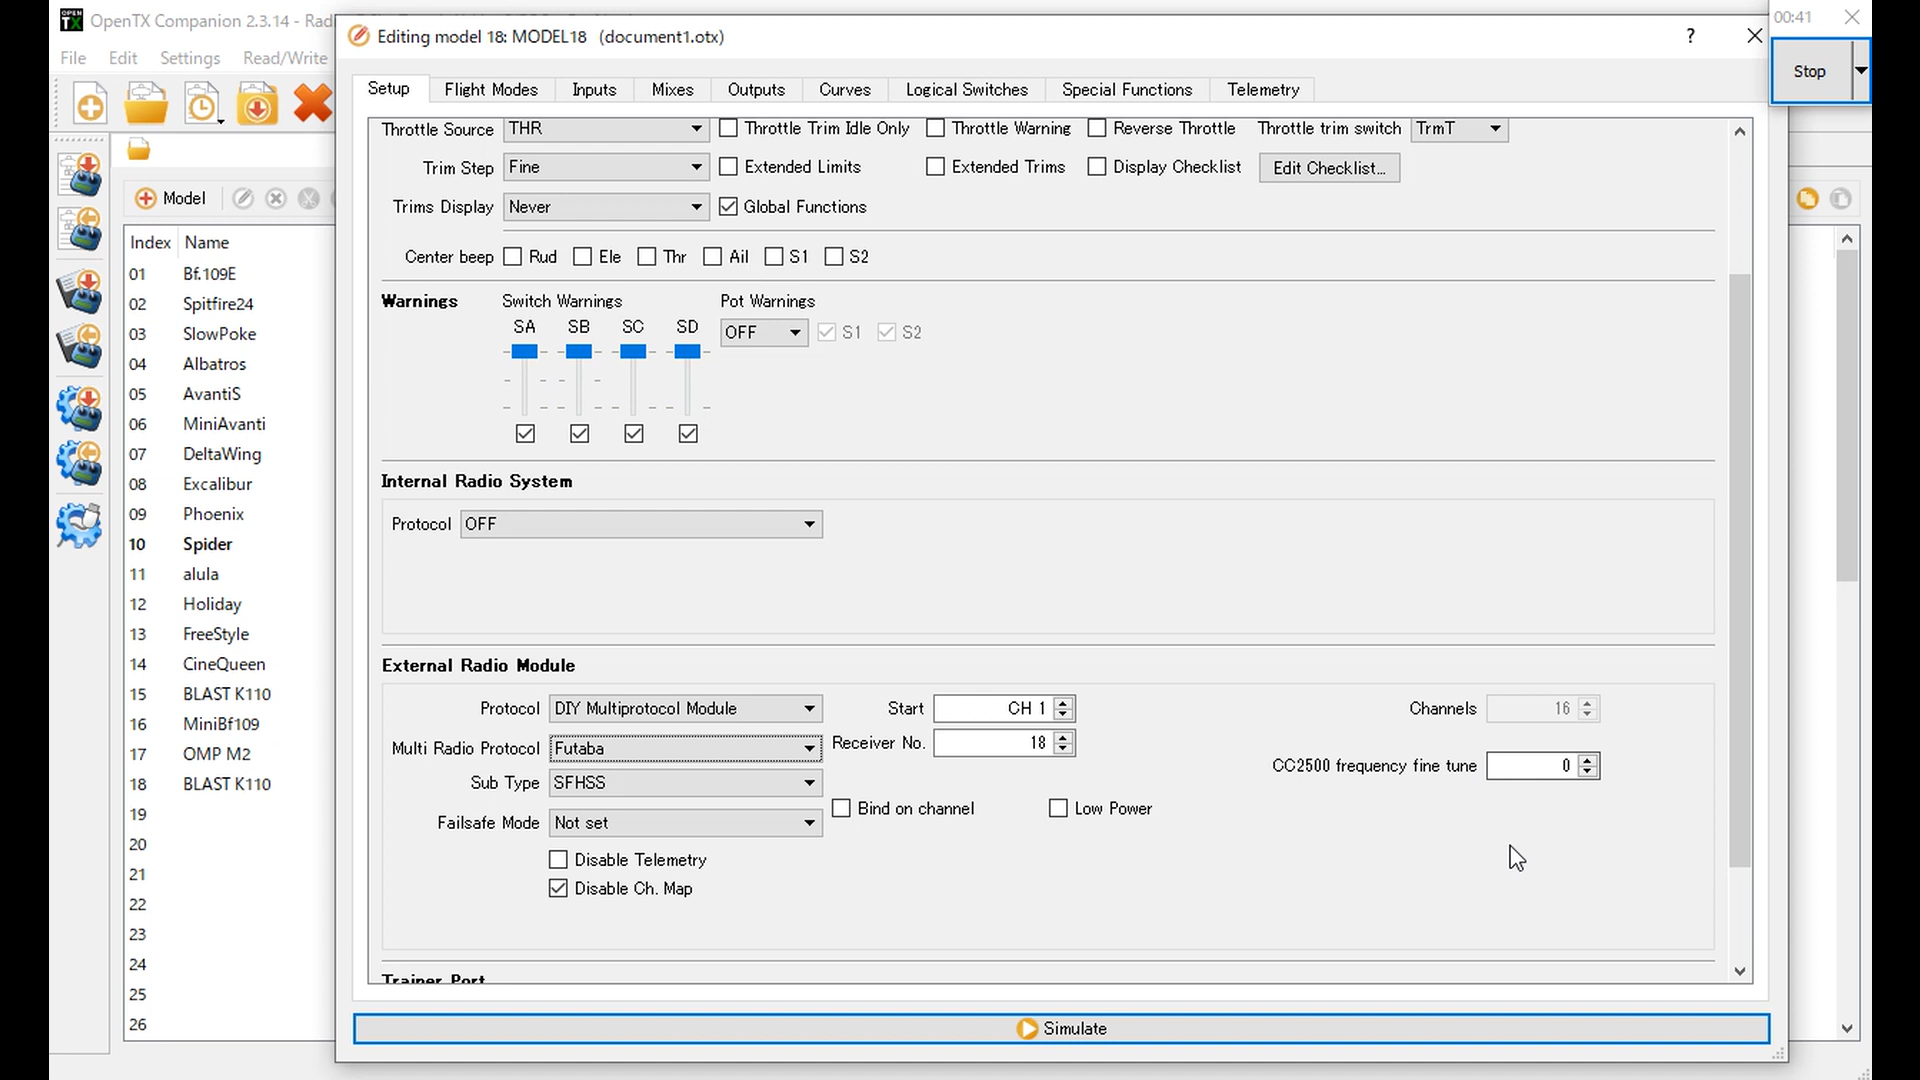 OPEN
TX
OpenTX Companion 2.3.14 - Rad
File Edit Settings Read/Write
Model
Index Name
01 Bf.109E
02 Spitfire24
03 SlowPoke
04 Albatros
05 AvantiS
06 MiniAvanti
07 DeltaWing
08 Excalibur
09 Phoenix
10 Spider
11 alula
12 Holiday
13 FreeStyle
14 CineQueen
15 BLAST K110
16 MiniBf109
17 OMP M2
18 BLAST K110
19
20
21
22
23
24
25
26
Editing model 18: MODEL18 (document1.otx)
?
Setup Flight Modes Inputs Mixes Outputs Curves Logical Switches Special Functions Telemetry
Throttle Source THR Throttle Trim Idle Only Throttle Warning Reverse Throttle Throttle trim switch TrmT
Trim Step Fine Extended Limits Extended Trims Display Checklist Edit Checklist...
Trims Display Never Global Functions
Center beep Rud Ele Thr Ail S1 S2
Warnings Switch Warnings Pot Warnings
SA SB SC SD OFF S1 S2
Internal Radio System
Protocol OFF
External Radio Module
Protocol DIY Multiprotocol Module Start CH 1 Channels 16
Multi Radio Protocol Futaba Receiver No. 18
CC2500 frequency fine tune 0
Sub Type SFHSS
Bind on channel Low Power
Failsafe Mode Not set
Disable Telemetry
Disable Ch. Map
Trainer Port
Simulate
00:41
Stop